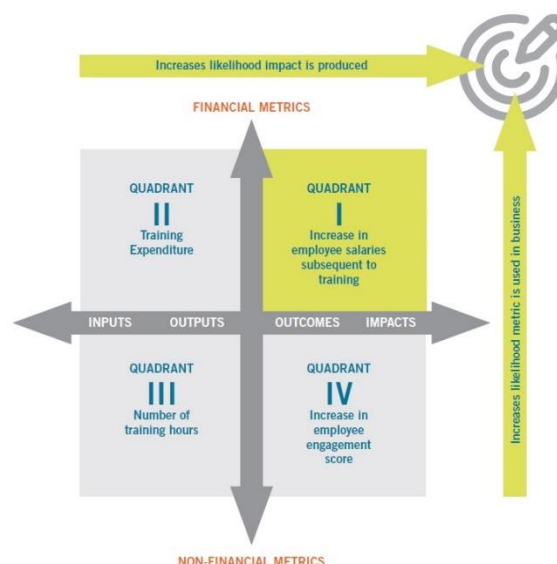 Increases likelihood impact is produced
FINANCIAL METRICS
QUADRANT
II
Training
Expenditure
QUADRANT
I
Increase in
employee salaries
subsequent to
training
INPUTS OUTPUTS OUTCOMES IMPACTS
QUADRANT
III
Number of
training hours
QUADRANT
IV
Increase in
employee
engagement
score
NON-FINANCIAL METRICS
Increases likelihood metric is used in business